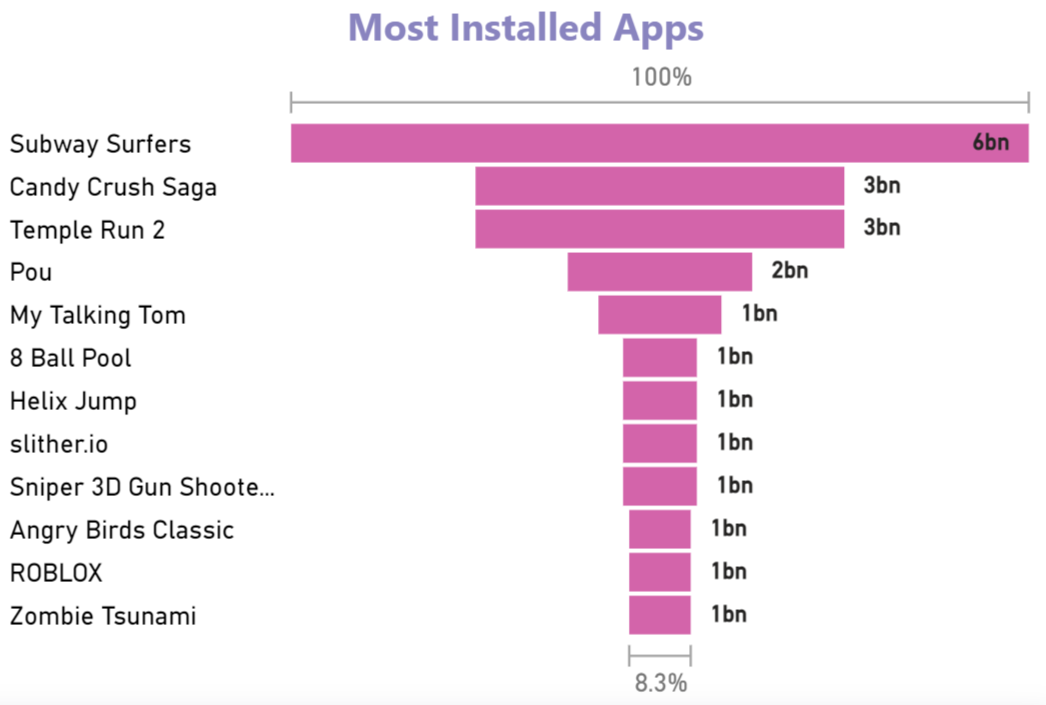 Most Installed Apps
100%
Subway Surfers 6bn
Candy Crush Saga 3bn
Temple Run 2 3bn
Pou 2bn
My Talking Tom 1bn
8 Ball Pool 1bn
Helix Jump 1bn
slither.io 1bn
Sniper 3D Gun Shoote... 1bn
Angry Birds Classic 1bn
ROBLOX 1bn
Zombie Tsunami 1bn
8.3%